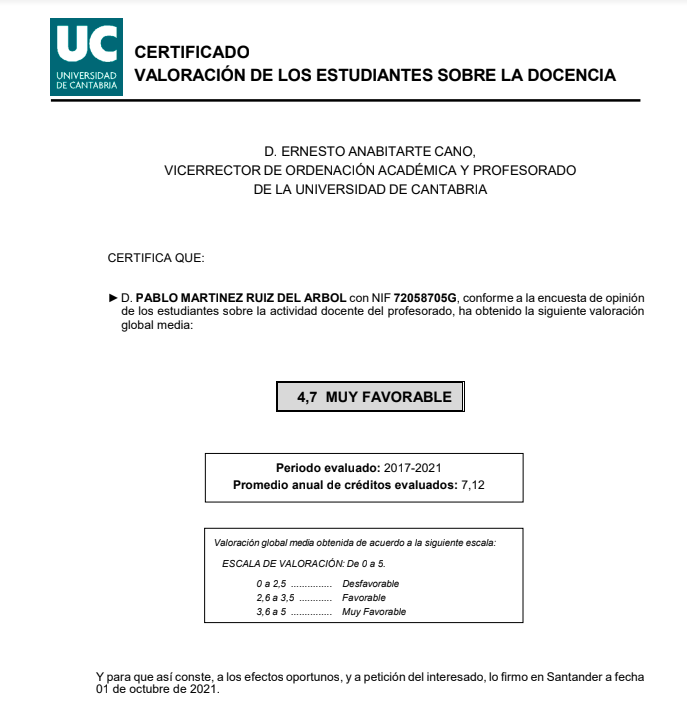 UC
UNIVERSIDAD
DE CANTABRIA
CERTIFICADO
VALORACIÓN DE LOS ESTUDIANTES SOBRE LA DOCENCIA
D. ERNESTO ANABITARTE CANO,
VICERRECTOR DE ORDENACIÓN ACADÉMICA Y PROFESORADO
DE LA UNIVERSIDAD DE CANTABRIA
CERTIFICA QUE:
►D. PABLO MARTINEZ RUIZ DEL ARBOL con NIF 72058705G, conforme a la encuesta de opinión
de los estudiantes sobre la actividad docente del profesorado, ha obtenido la siguiente valoración
global media:
4,7 MUY FAVORABLE
Periodo evaluado: 2017-2021
Promedio anual de créditos evaluados: 7,12
Valoración global media obtenida de acuerdo a la siguiente escala:
ESCALA DE VALORACIÓN: De 0 a 5.
0 a 2,5 .............. Desfavorable
2,6 a 3,5 ............ Favorable
3,6 a 5 ............... Muy Favorable
Y para que así conste, a los efectos oportunos, y a petición del interesado, lo firmo en Santander a fecha
01 de octubre de 2021.